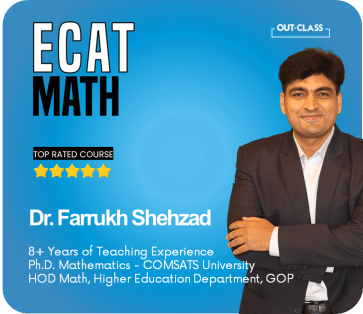 ECAT
OUT-CLASS
MATH
TOP RATED COURSE
Dr. Farrukh Shehzad
8+ Years of Teaching Experience
Ph.D. Mathematics - COMSATS University
HOD Math, Higher Education Department, GOP